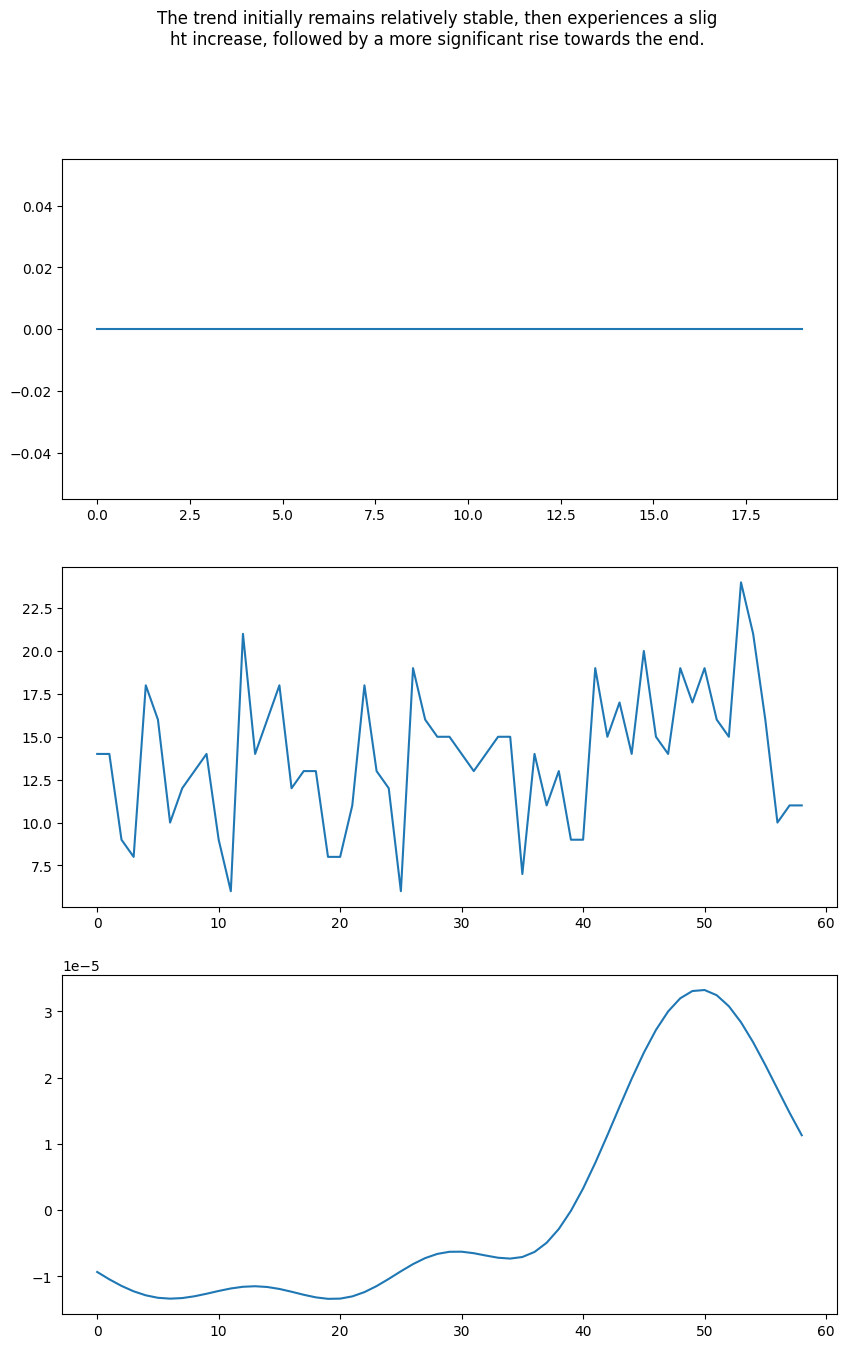 The trend initially remains relatively stable, then experiences a slig
ht increase, followed by a more significant rise towards the end.
0.04
0.02
0.00
−0.02
−0.04
0.0 2.5 5.0 7.5 10.0 12.5 15.0 17.5
22.5
20.0
17.5
15.0
12.5
10.0
7.5
0 10 20 30 40 50 60
1e−5
3
2
1
0
−1
0 10 20 30 40 50 60